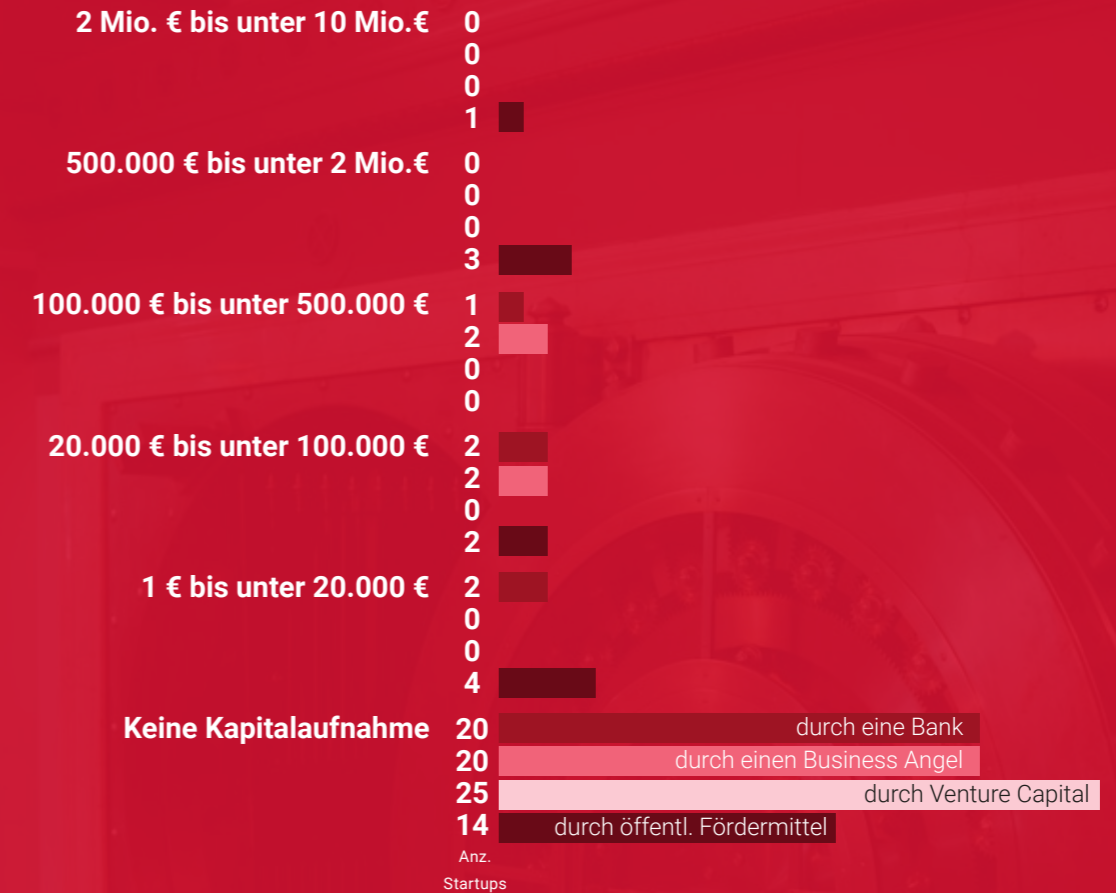 2 Mio. € bis unter 10 Mio.€ 0
0
0
1
500.000 € bis unter 2 Mio.€ 0
0
0
3
100.000 € bis unter 500.000 € 1
2
0
0
20.000 € bis unter 100.000 € 2
2
0
2
1 € bis unter 20.000 € 2
0
0
4
Keine Kapitalaufnahme 20 durch eine Bank
20 durch einen Business Angel
25 durch Venture Capital
14 durch öffentl. Fördermittel
Anz.
Startups